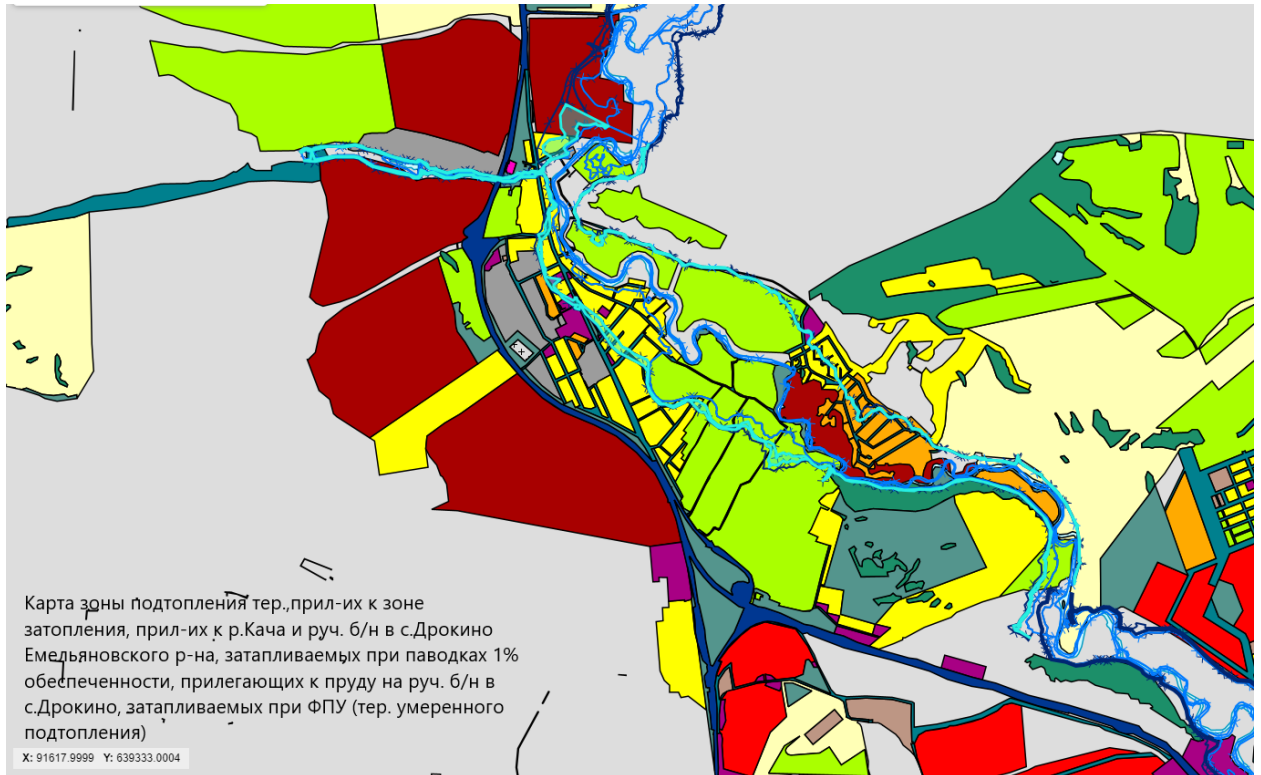 Карта зоны подтопления тер.,прил-их к зоне
затопления, прил-их к р.Кача и руч. б/н в с.Дрокино
Емельяновского р-на, затапливаемых при паводках 1%
обеспеченности, прилегающих к пруду на руч. б/н в
с.Дрокино, затапливаемых при ФПУ (тер. умеренного
подтопления)
X: 91617.9999 Y: 639333.0004